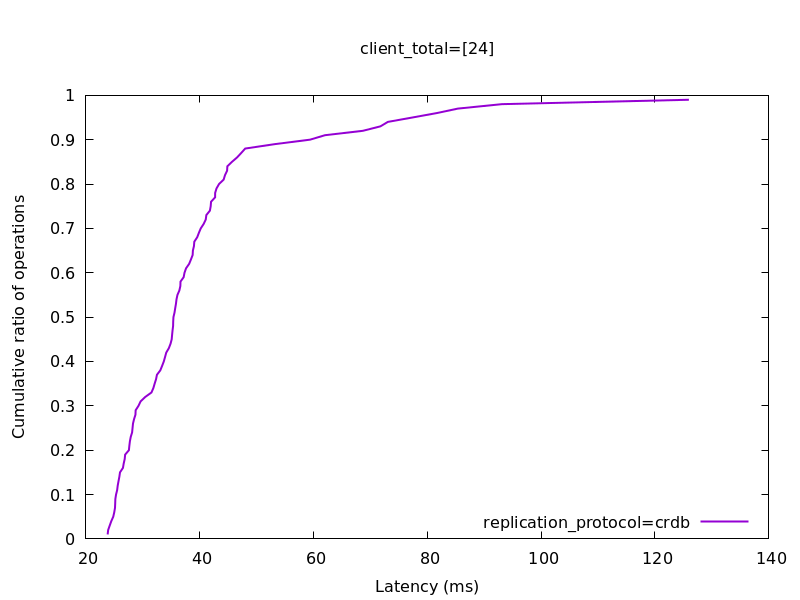 client_total=[24]
1
0.9
0.8
0.7
0.6
0.5
0.4
0.3
0.2
0.1
0
Cumulative ratio of operations
replication_protocol=crdb
20 40 60 80 100 120 140
Latency (ms)